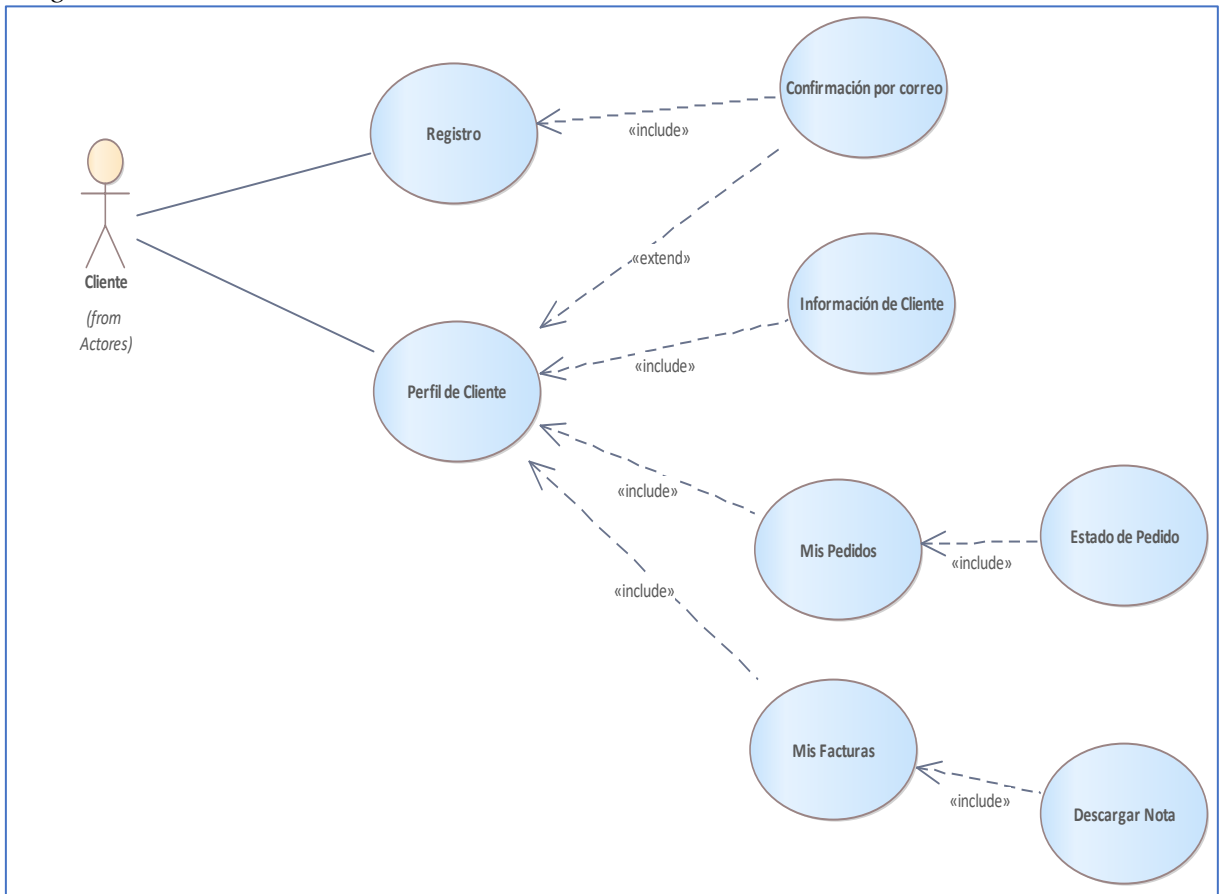 Confirmación por correo
Registro
«include»
«extend»
Cliente
(from
Actores)
Información de Cliente
«include»
Perfil de Cliente
«include»
Mis Pedidos
Estado de Pedido
«include»
«include»
Mis Facturas
«include»
Descargar Nota